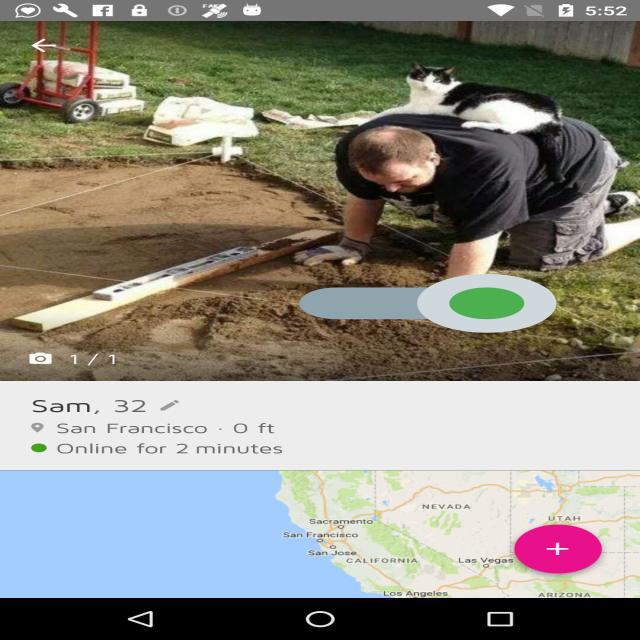 5:52
1 / 1
Sam, 32
San Francisco · 0 ft
Online for 2 minutes
NEVADA
UTAH
Sacramento
San Francisco
San Jose
CALIFORNIA
Las Vegas
Los Angeles
ARIZONA